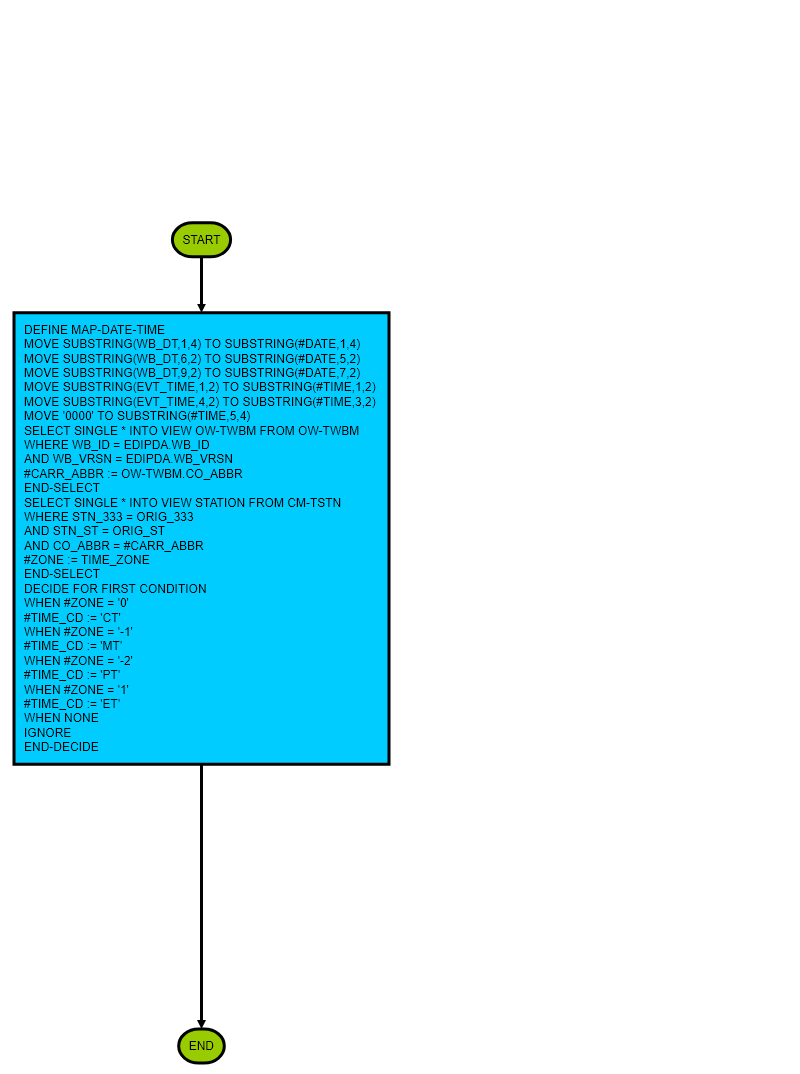 START
DEFINE MAP-DATE-TIME
MOVE SUBSTRING(WB_DT,1,4) TO SUBSTRING(#DATE,1,4)
MOVE SUBSTRING(WB_DT,6,2) TO SUBSTRING(#DATE,5,2)
MOVE SUBSTRING(WB_DT,9,2) TO SUBSTRING(#DATE,7,2)
MOVE SUBSTRING(EVT_TIME,1,2) TO SUBSTRING(#TIME,1,2)
MOVE SUBSTRING(EVT_TIME,4,2) TO SUBSTRING(#TIME,3,2)
MOVE '0000' TO SUBSTRING(#TIME,5,4)
SELECT SINGLE * INTO VIEW OW-TWBM FROM OW-TWBM
WHERE WB_ID = EDIPDA.WB_ID
AND WB_VRSN = EDIPDA.WB_VRSN
#CARR_ABBR := OW-TWBM.CO_ABBR
END-SELECT
SELECT SINGLE * INTO VIEW STATION FROM CM-TSTN
WHERE STN_333 = ORIG_333
AND STN_ST = ORIG_ST
AND CO_ABBR = #CARR_ABBR
#ZONE := TIME_ZONE
END-SELECT
DECIDE FOR FIRST CONDITION
WHEN #ZONE = '0'
#TIME_CD := 'CT'
WHEN #ZONE = '-1'
#TIME_CD := 'MT'
WHEN #ZONE = '-2'
#TIME_CD := 'PT'
WHEN #ZONE = '1'
#TIME_CD := 'ET'
WHEN NONE
IGNORE
END-DECIDE
END